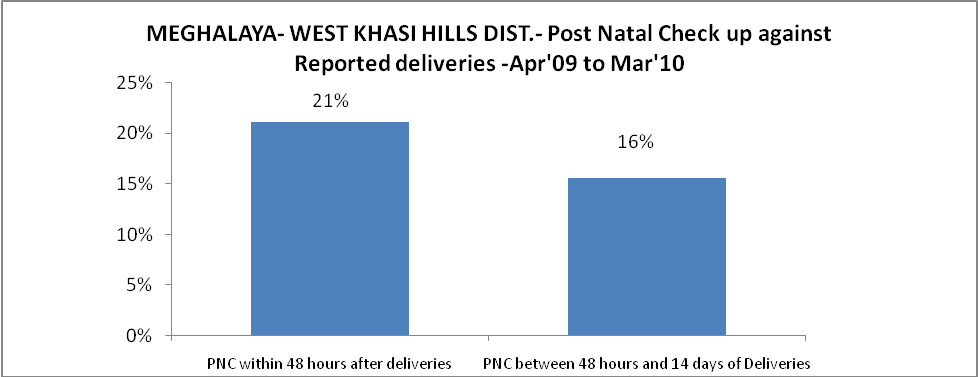 MEGHALAYA- WEST KHASI HILLS DIST.- Post Natal Check up against
Reported deliveries -Apr'09 to Mar'10
25%
20%
15%
10%
5%
0%
21%
16%
PNC within 48 hours after deliveries
PNC between 48 hours and 14 days of Deliveries